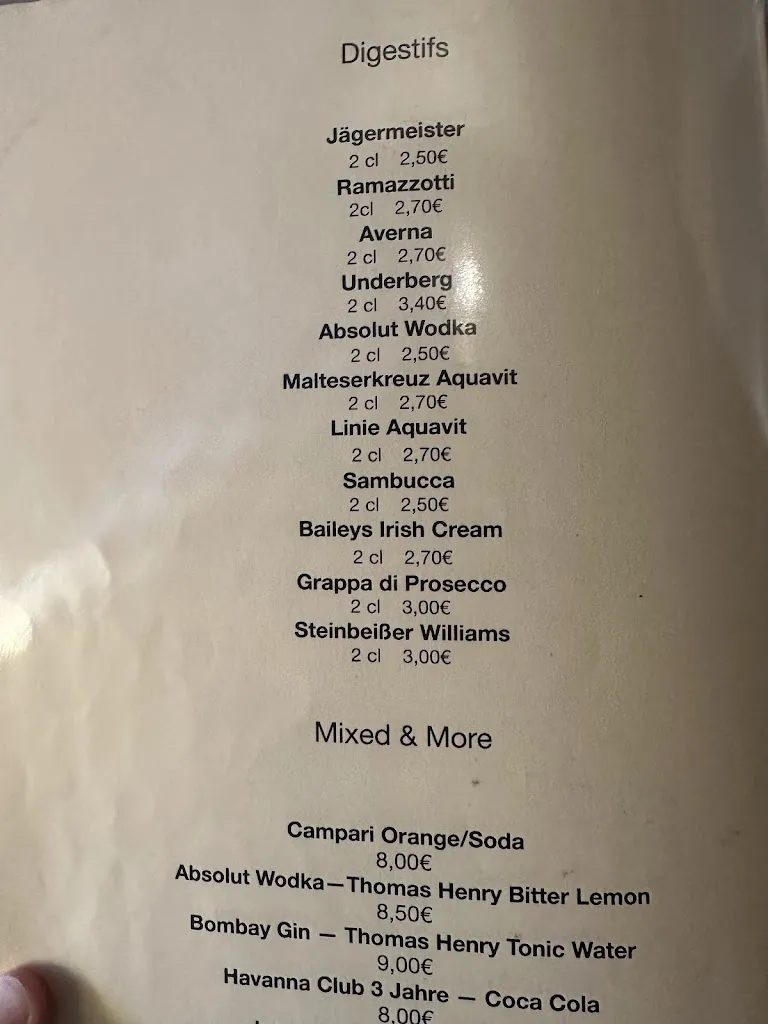 Digestifs
Jägermeister
2 cl 2,50€
Ramazzotti
2cl 2,70€
Averna
2 cl 2,70€
Underberg
2 cl 3,40€
Absolut Wodka
2 cl 2,50€
Malteserkreuz Aquavit
2 cl 2,70€
Linie Aquavit
2 cl 2,70€
Sambucca
2 cl 2,50€
Baileys Irish Cream
2 cl 2,70€
Grappa di Prosecco
2 cl 3,00€
Steinbeißer Williams
2 cl 3,00€
Mixed & More
Campari Orange/Soda
8,00€
Absolut Wodka—Thomas Henry Bitter Lemon
8,50€
Bombay Gin — Thomas Henry Tonic Water
9,00€
Havanna Club 3 Jahre — Coca Cola
8,00€